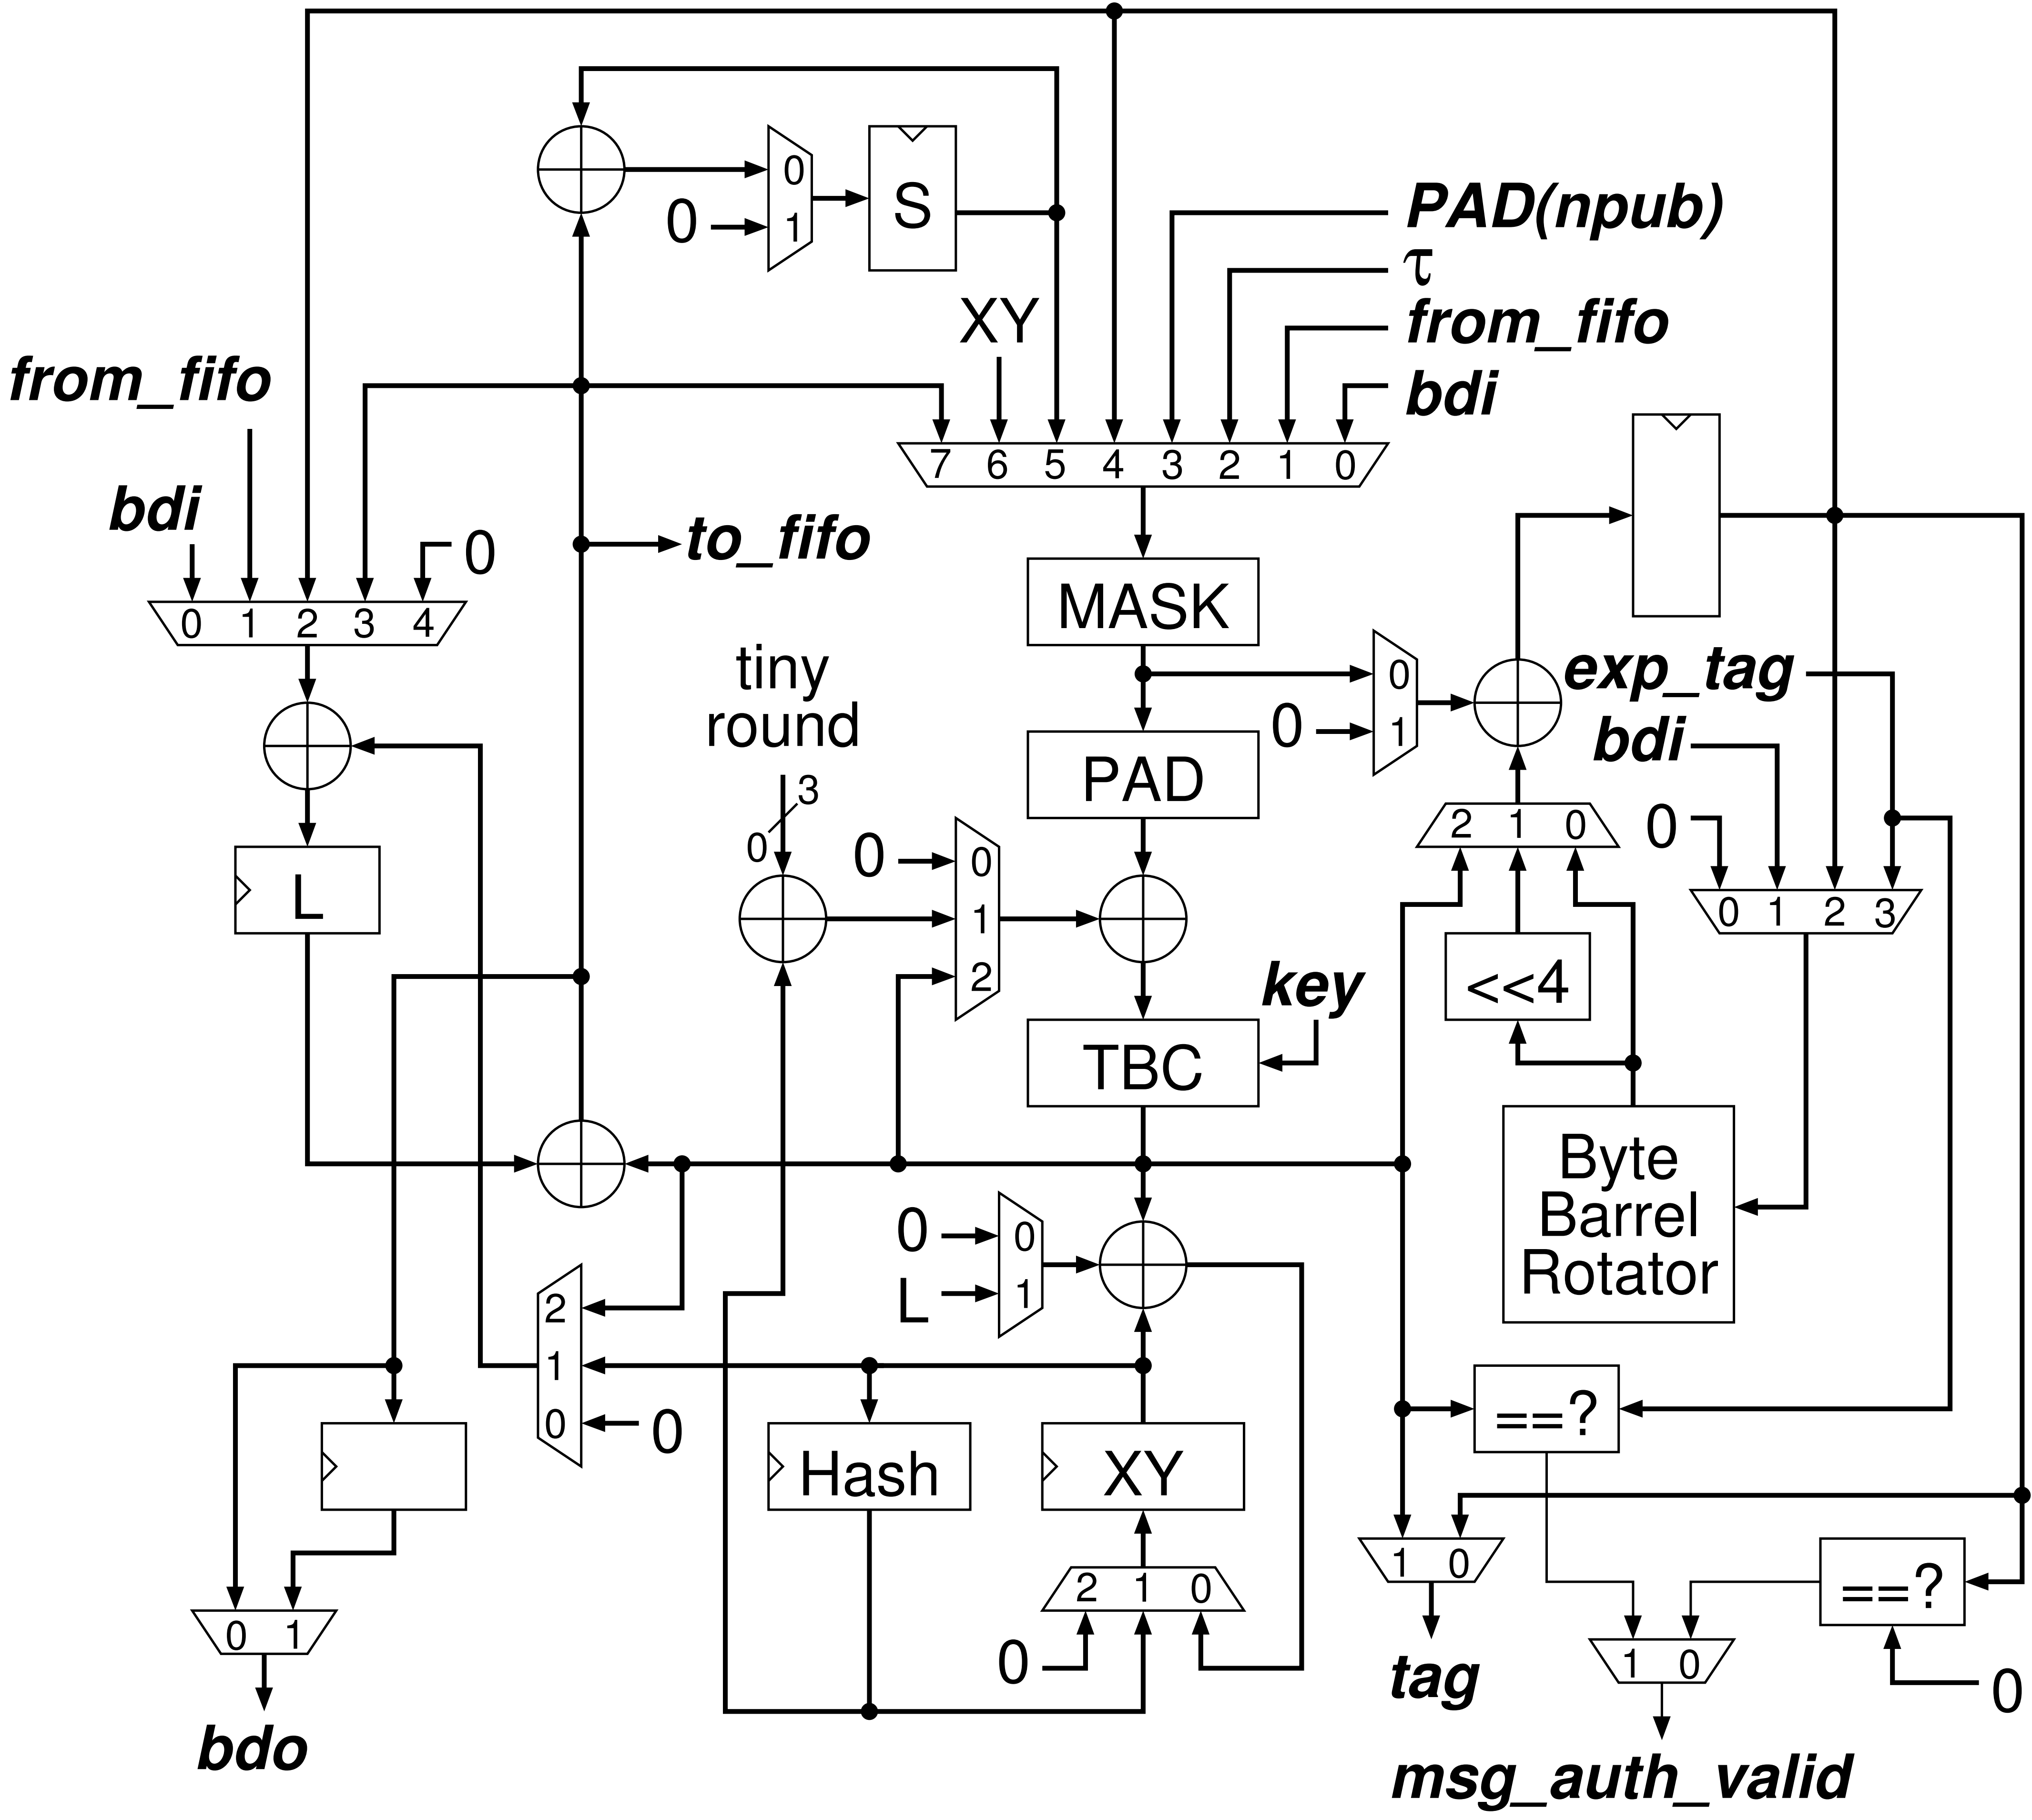 0
1
0
S
PAD(npub)
τ
XY
from_fifo
from_fifo
bdi
7 6 5 4 3 2 1 0
bdi
to_fifo
0
0 1 2 3 4
MASK
tiny
round
0
1
0
exp_tag
bdi
3
0
PAD
2 1 0
0
0
0
1
2
L
0 1 2 3
<<4
key
TBC
Byte
Barrel
Rotator
0
L
0
1
2
1
0
0
==?
Hash
XY
1 0
==?
2 1 0
0
0 1
1 0
0
tag
bdo
msg_auth_valid